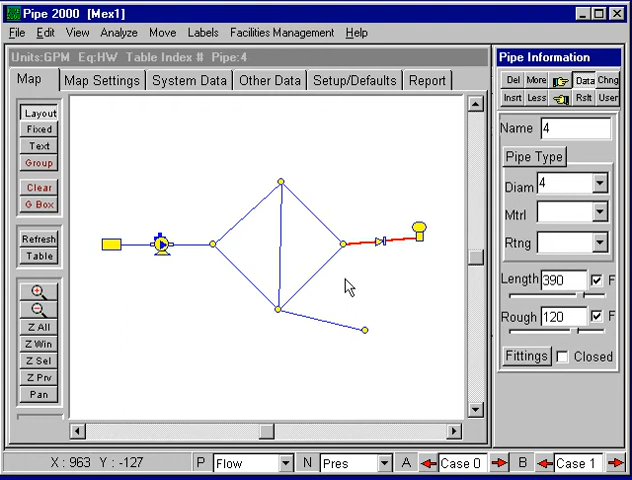 Pipe 2000 [Mex1]
File Edit View Analyze Move Labels Facilities Management Help
Units:GPM Eq:HW Table Index # Pipe:4
Map Map Settings System Data Other Data Setup/Defaults Report
Layout
Fixed
Text
Group
Clear
G Box
Refresh
Table
Z All
Z Win
Z Sel
Z Prv
Pan
Pipe Information
Del More Data Chng
Insrt Less Rslt User
Name 4
Pipe Type
Diam 4
Mtrl
Rtng
Length 390 F
Rough 120 F
Fittings Closed
X : 963 Y : -127 P Flow N Pres A Case 0 B Case 1